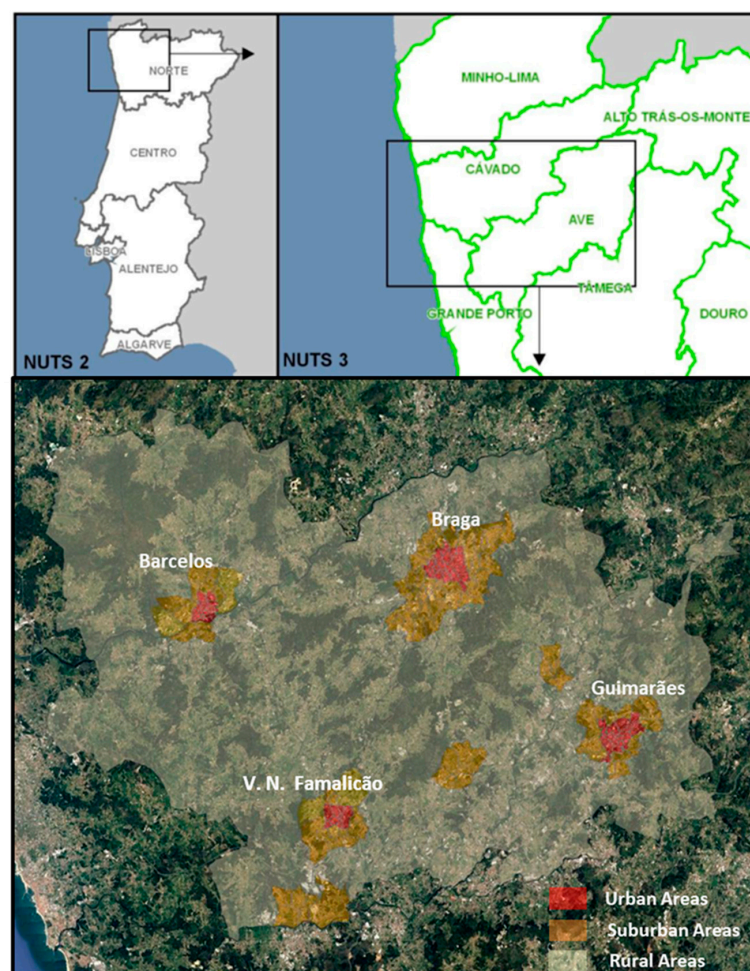 NORTE
CENTRO
LISBOA
ALENTEJO
ALGARVE
NUTS 2
MINHO-LIMA
ALTO TRÁS-OS-MONTE
CÁVADO
AVE
TÂMEGA
GRANDE PORTO
DOURO
NUTS 3
Braga
Barcelos
Guimarães
V. N. Famalicão
Urban Areas
Suburban Areas
Rural Areas